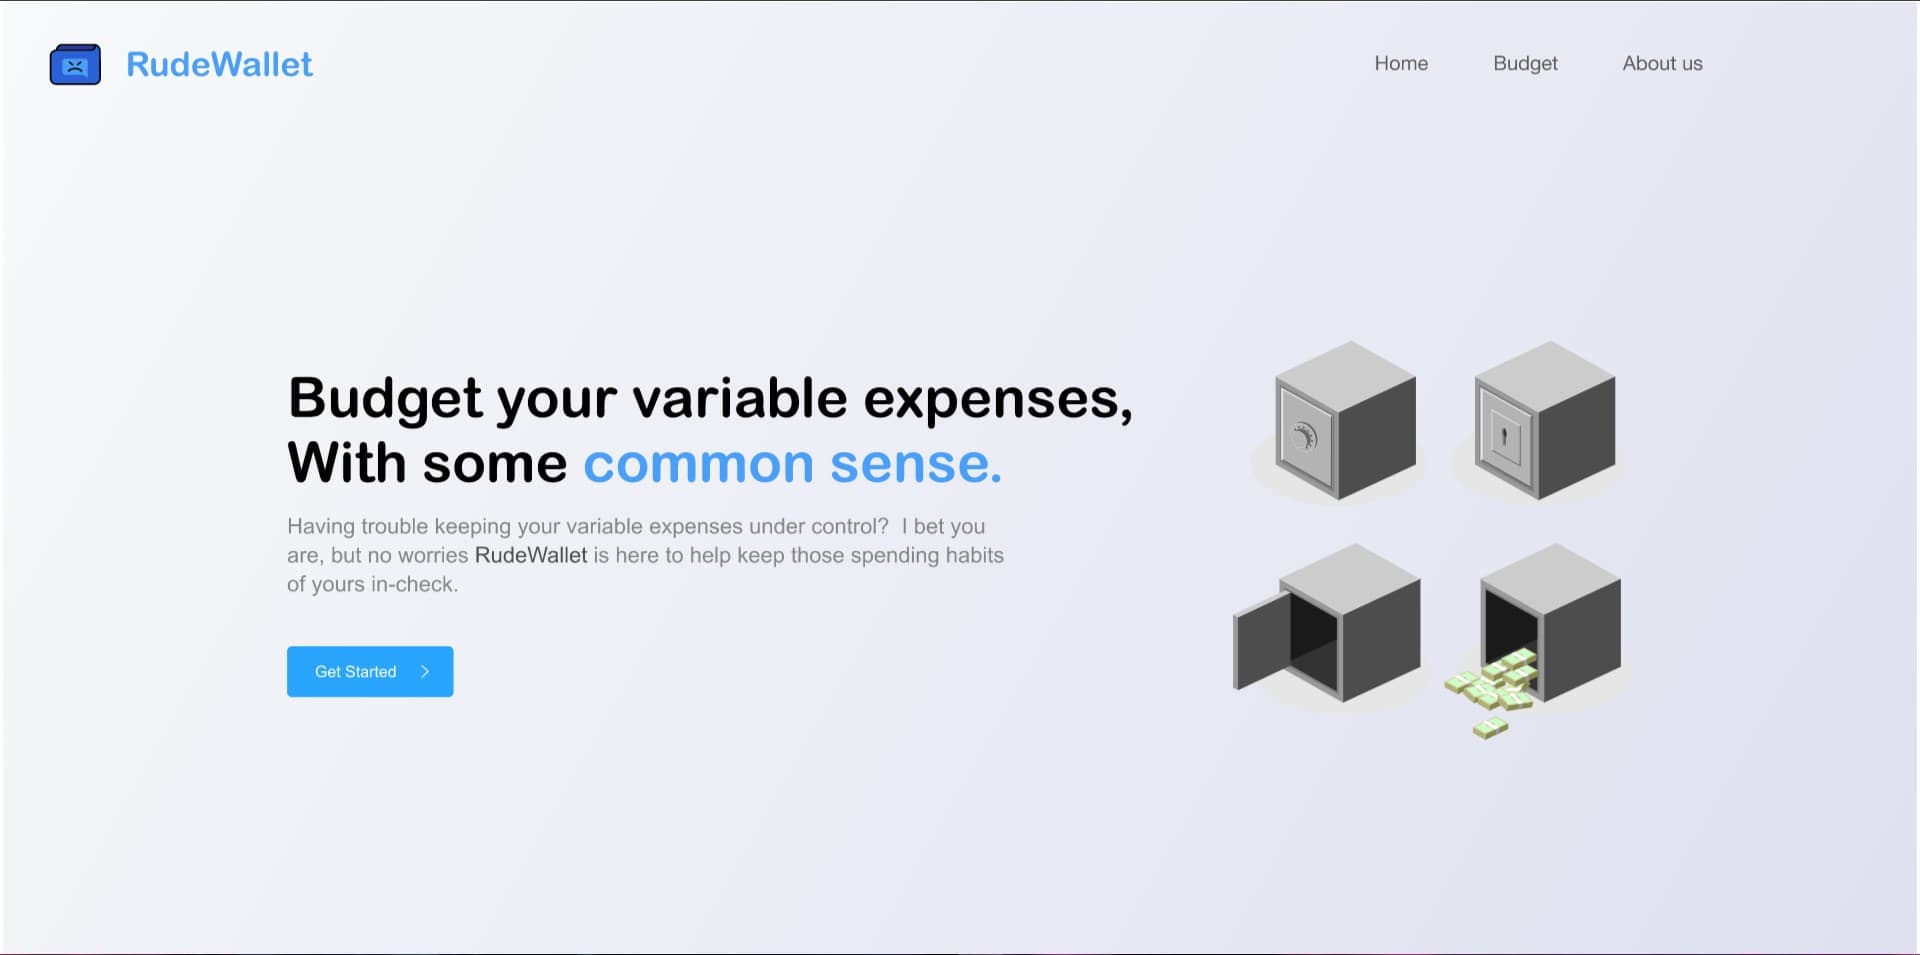 RudeWallet
Home
Budget
About us
Budget your variable expenses,
With some common sense.
Having trouble keeping your variable expenses under control?  I bet you
are, but no worries RudeWallet is here to help keep those spending habits
of yours in-check.
Get Started